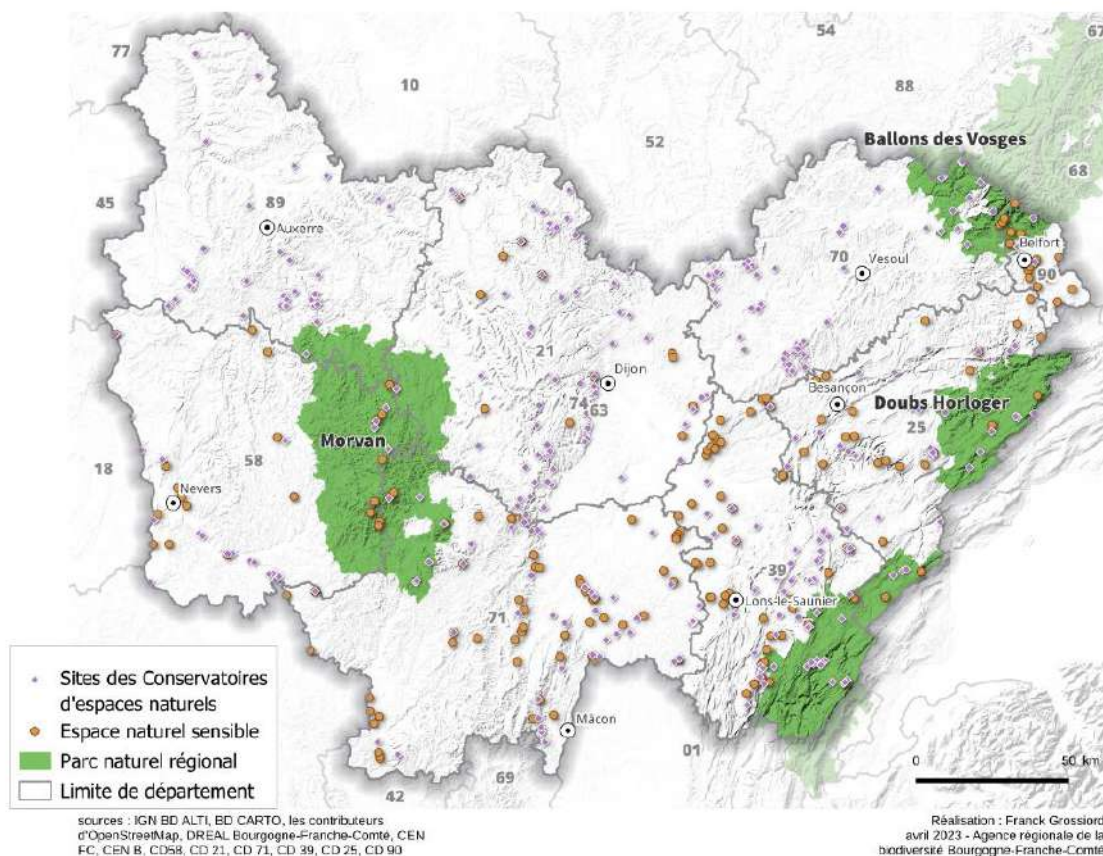 77
54
67
10
88
52
Ballons des Vosges
68
45
89
Auxerre
Belfort
70
Vesoul
90
21
Dijon
Besançon
74
63
Doubs Horloger
25
Morvan
18
58
Nevers
39
Lons-le-Saunier
71
Mâcon
01
69
42
Sites des Conservatoires
d'espaces naturels
Espace naturel sensible
Parc naturel régional
Limite de département
0 50 km
sources : IGN BD ALTI, BD CARTO, les contributeurs
d'OpenStreetMap, DREAL Bourgogne-Franche-Comté, CEN
FC, CEN B, CD58, CD 21, CD 71, CD 39, CD 25, CD 90
Réalisation : Franck Grossiord
avril 2023 - Agence régionale de la
biodiversité Bourgogne-Franche-Comté